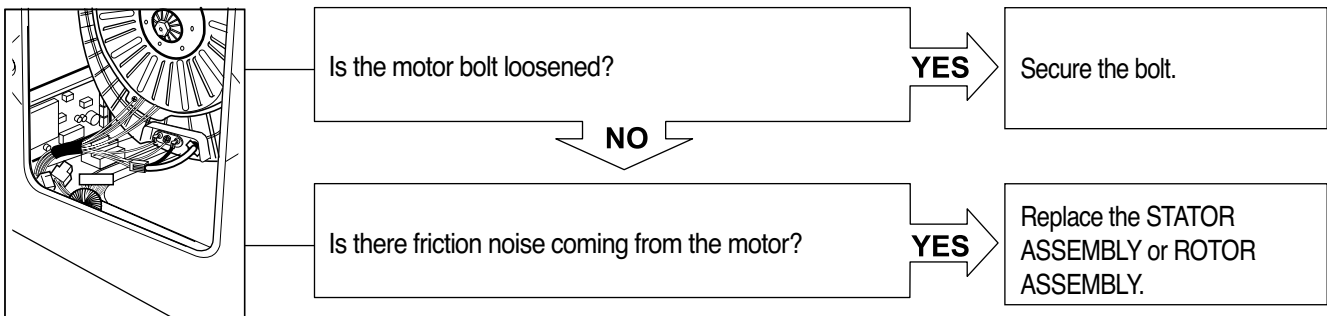 Is the motor bolt loosened?
YES
Secure the bolt.
NO
Is there friction noise coming from the motor?
YES
Replace the STATOR
ASSEMBLY or ROTOR
ASSEMBLY.